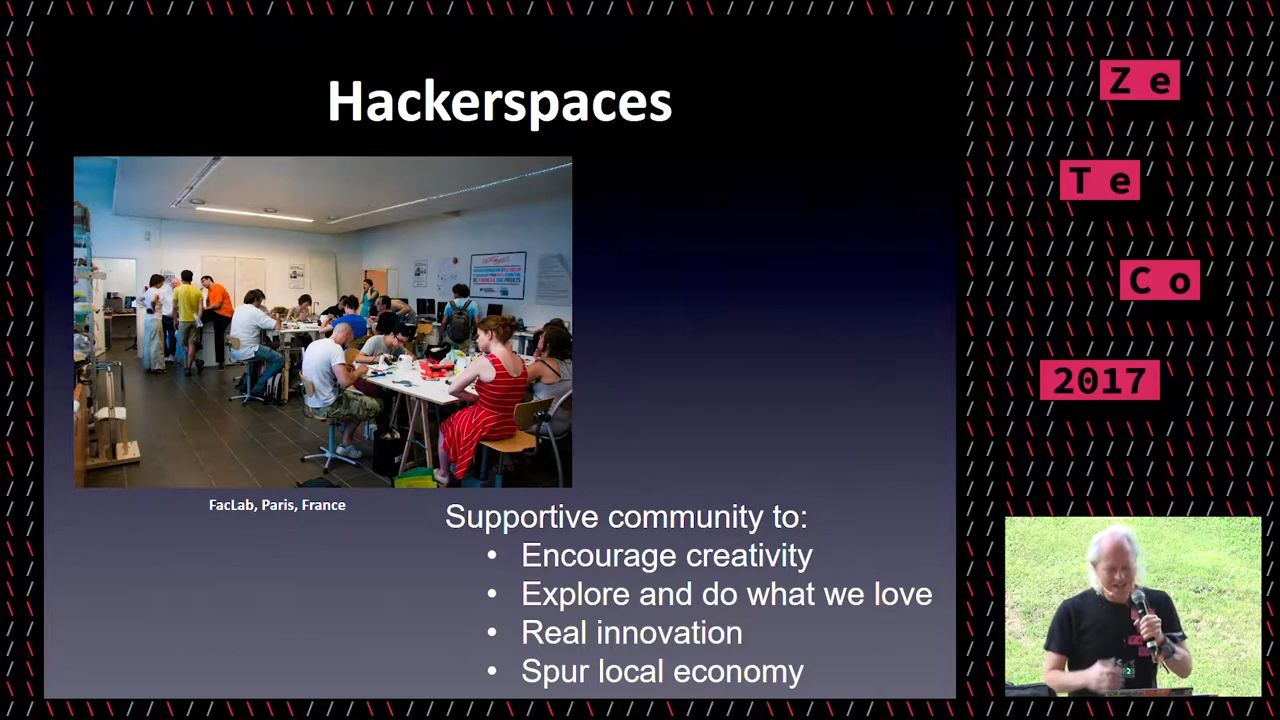 Hackerspaces
FacLab, Paris, France
Supportive community to:
• Encourage creativity
• Explore and do what we love
• Real innovation
• Spur local economy
Ze
Te
Co
2017